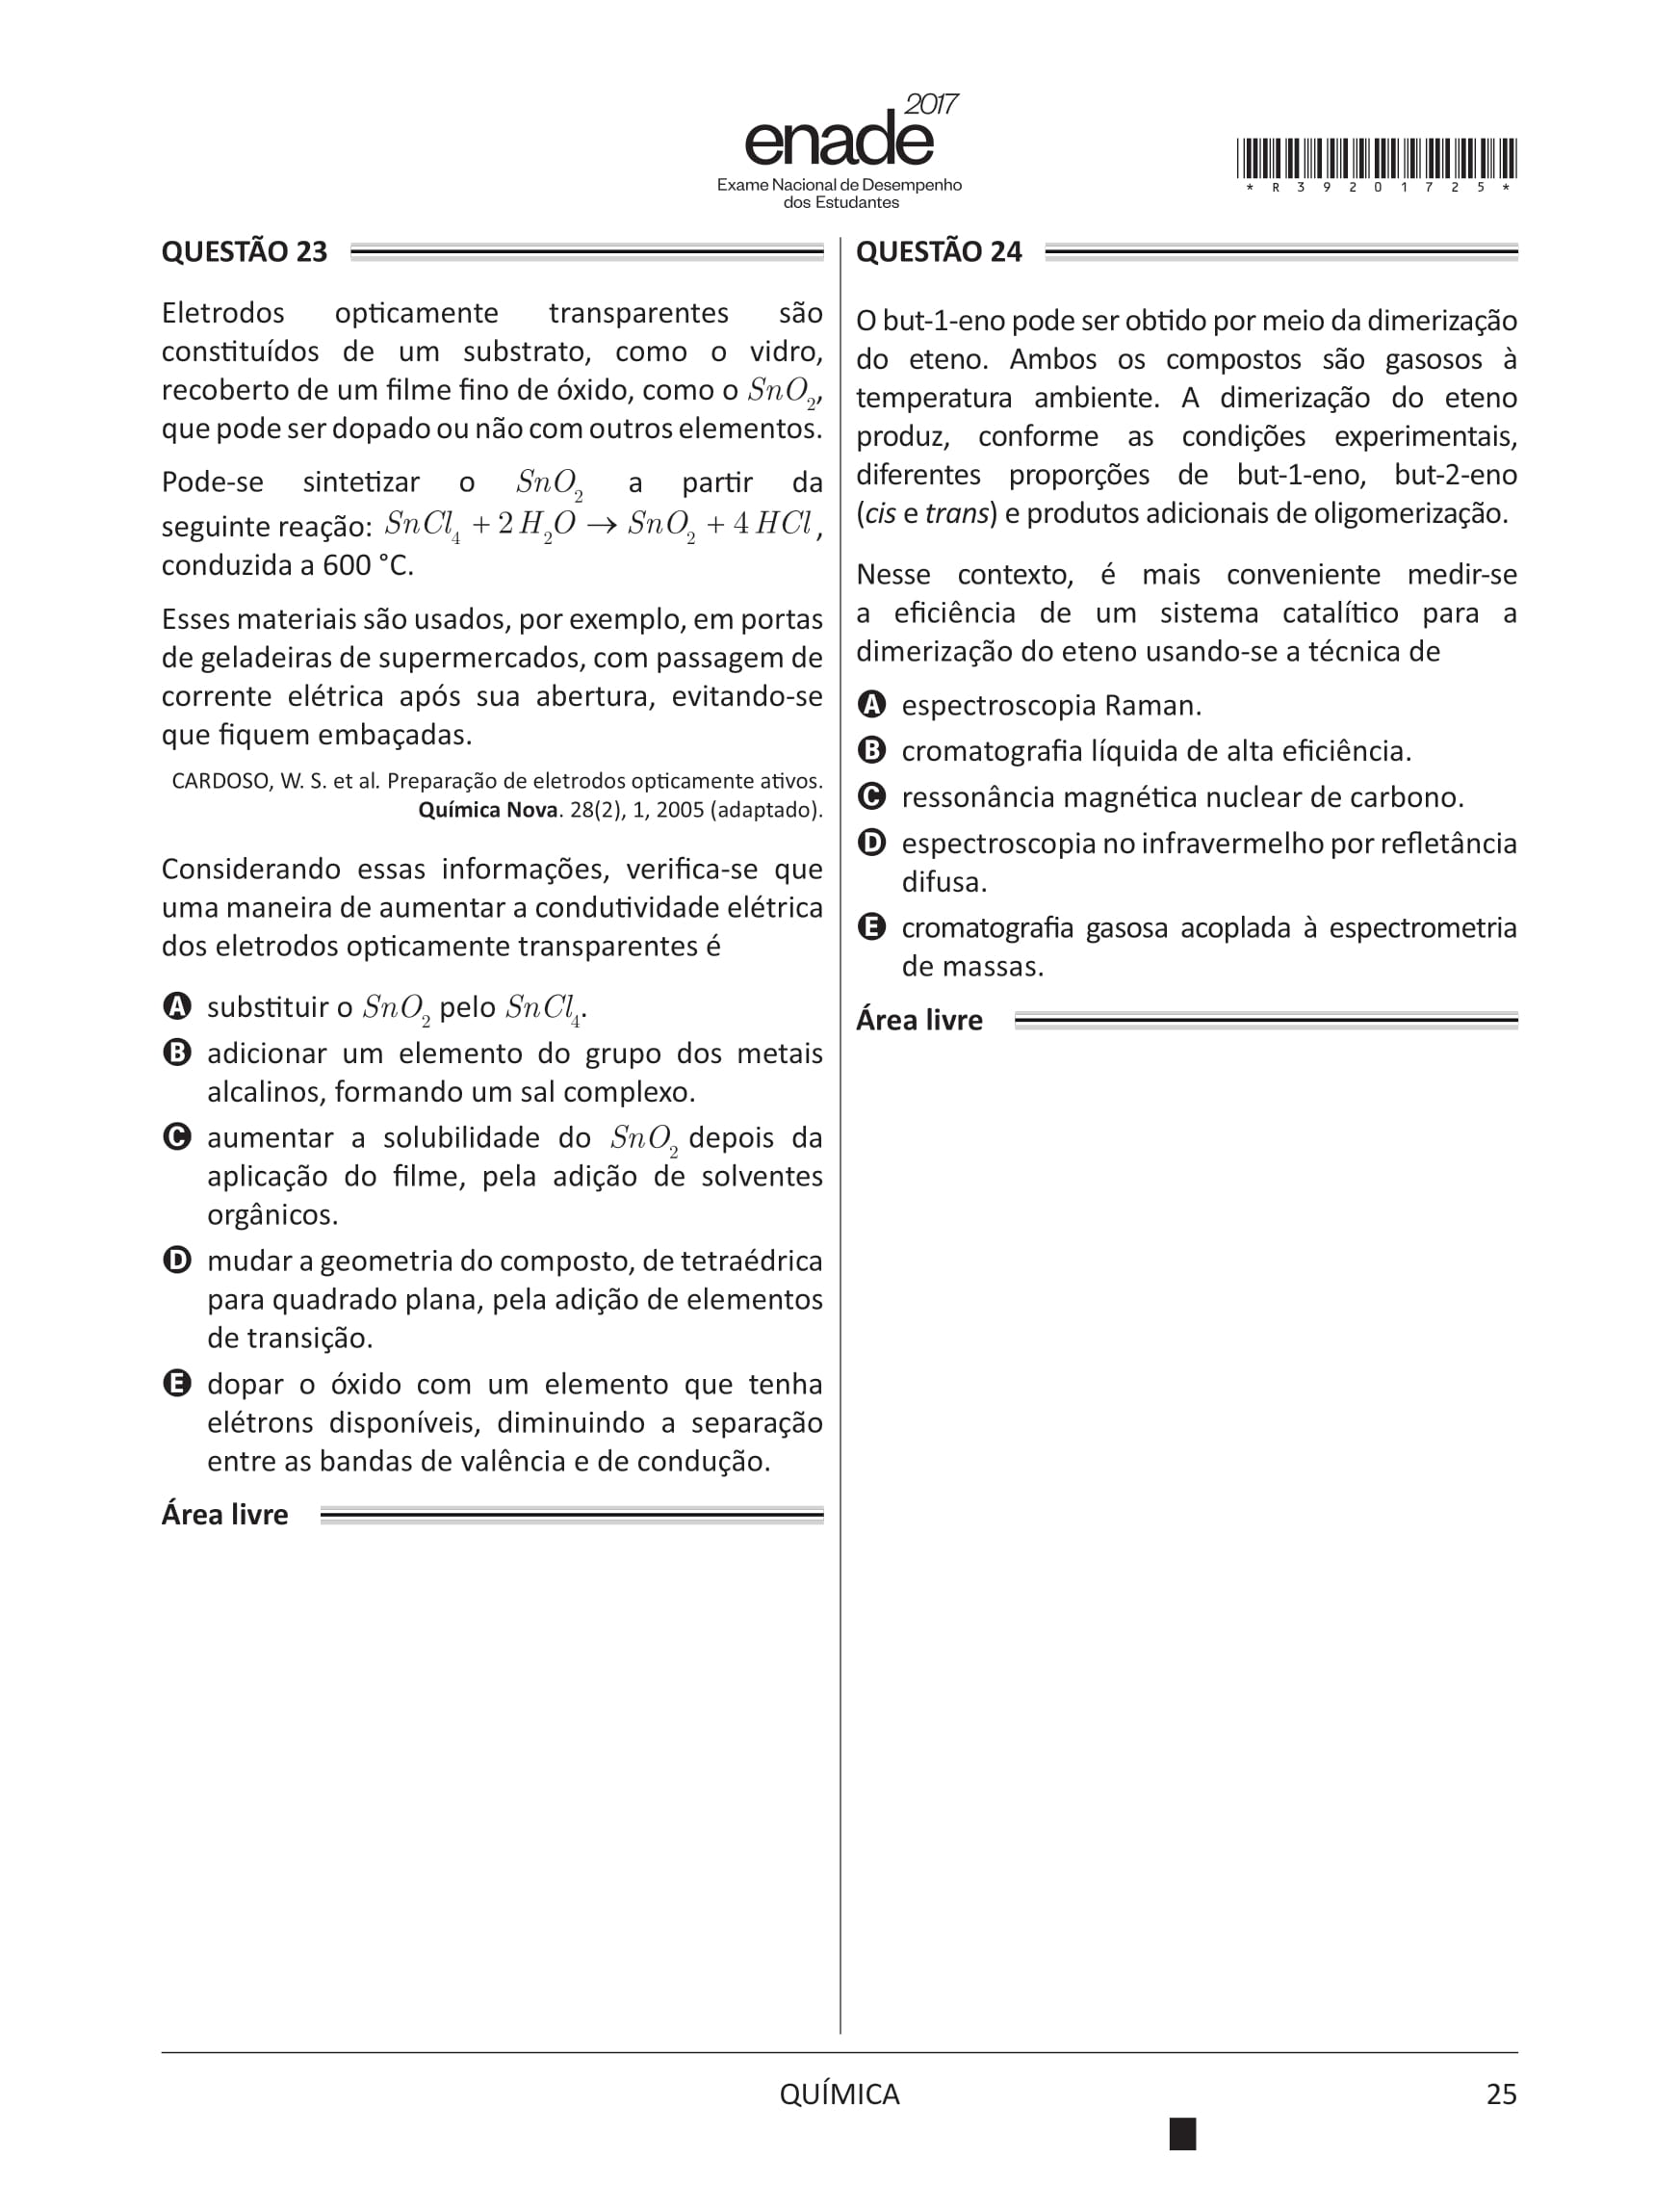 2017
enade
Exame Nacional de Desempenho
dos Estudantes
* R 3 9 2 0 1 7 2 5 *
QUESTÃO 23
Eletrodos opticamente transparentes são
constituídos de um substrato, como o vidro,
recoberto de um filme fino de óxido, como o SnO₂,
que pode ser dopado ou não com outros elementos.
Pode-se sintetizar o SnO₂ a partir da
seguinte reação: SnCl₄ + 2 H₂O → SnO₂ + 4 HCl,
conduzida a 600 °C.
Esses materiais são usados, por exemplo, em portas
de geladeiras de supermercados, com passagem de
corrente elétrica após sua abertura, evitando-se
que fiquem embaçadas.
CARDOSO, W. S. et al. Preparação de eletrodos opticamente ativos.
Química Nova. 28(2), 1, 2005 (adaptado).
Considerando essas informações, verifica-se que
uma maneira de aumentar a condutividade elétrica
dos eletrodos opticamente transparentes é
A substituir o SnO₂ pelo SnCl₄.
B adicionar um elemento do grupo dos metais
alcalinos, formando um sal complexo.
C aumentar a solubilidade do SnO₂ depois da
aplicação do filme, pela adição de solventes
orgânicos.
D mudar a geometria do composto, de tetraédrica
para quadrado plana, pela adição de elementos
de transição.
E dopar o óxido com um elemento que tenha
elétrons disponíveis, diminuindo a separação
entre as bandas de valência e de condução.
Área livre
QUESTÃO 24
O but-1-eno pode ser obtido por meio da dimerização
do eteno. Ambos os compostos são gasosos à
temperatura ambiente. A dimerização do eteno
produz, conforme as condições experimentais,
diferentes proporções de but-1-eno, but-2-eno
(cis e trans) e produtos adicionais de oligomerização.
Nesse contexto, é mais conveniente medir-se
a eficiência de um sistema catalítico para a
dimerização do eteno usando-se a técnica de
A espectroscopia Raman.
B cromatografia líquida de alta eficiência.
C ressonância magnética nuclear de carbono.
D espectroscopia no infravermelho por refletância
difusa.
E cromatografia gasosa acoplada à espectrometria
de massas.
Área livre
QUÍMICA
25